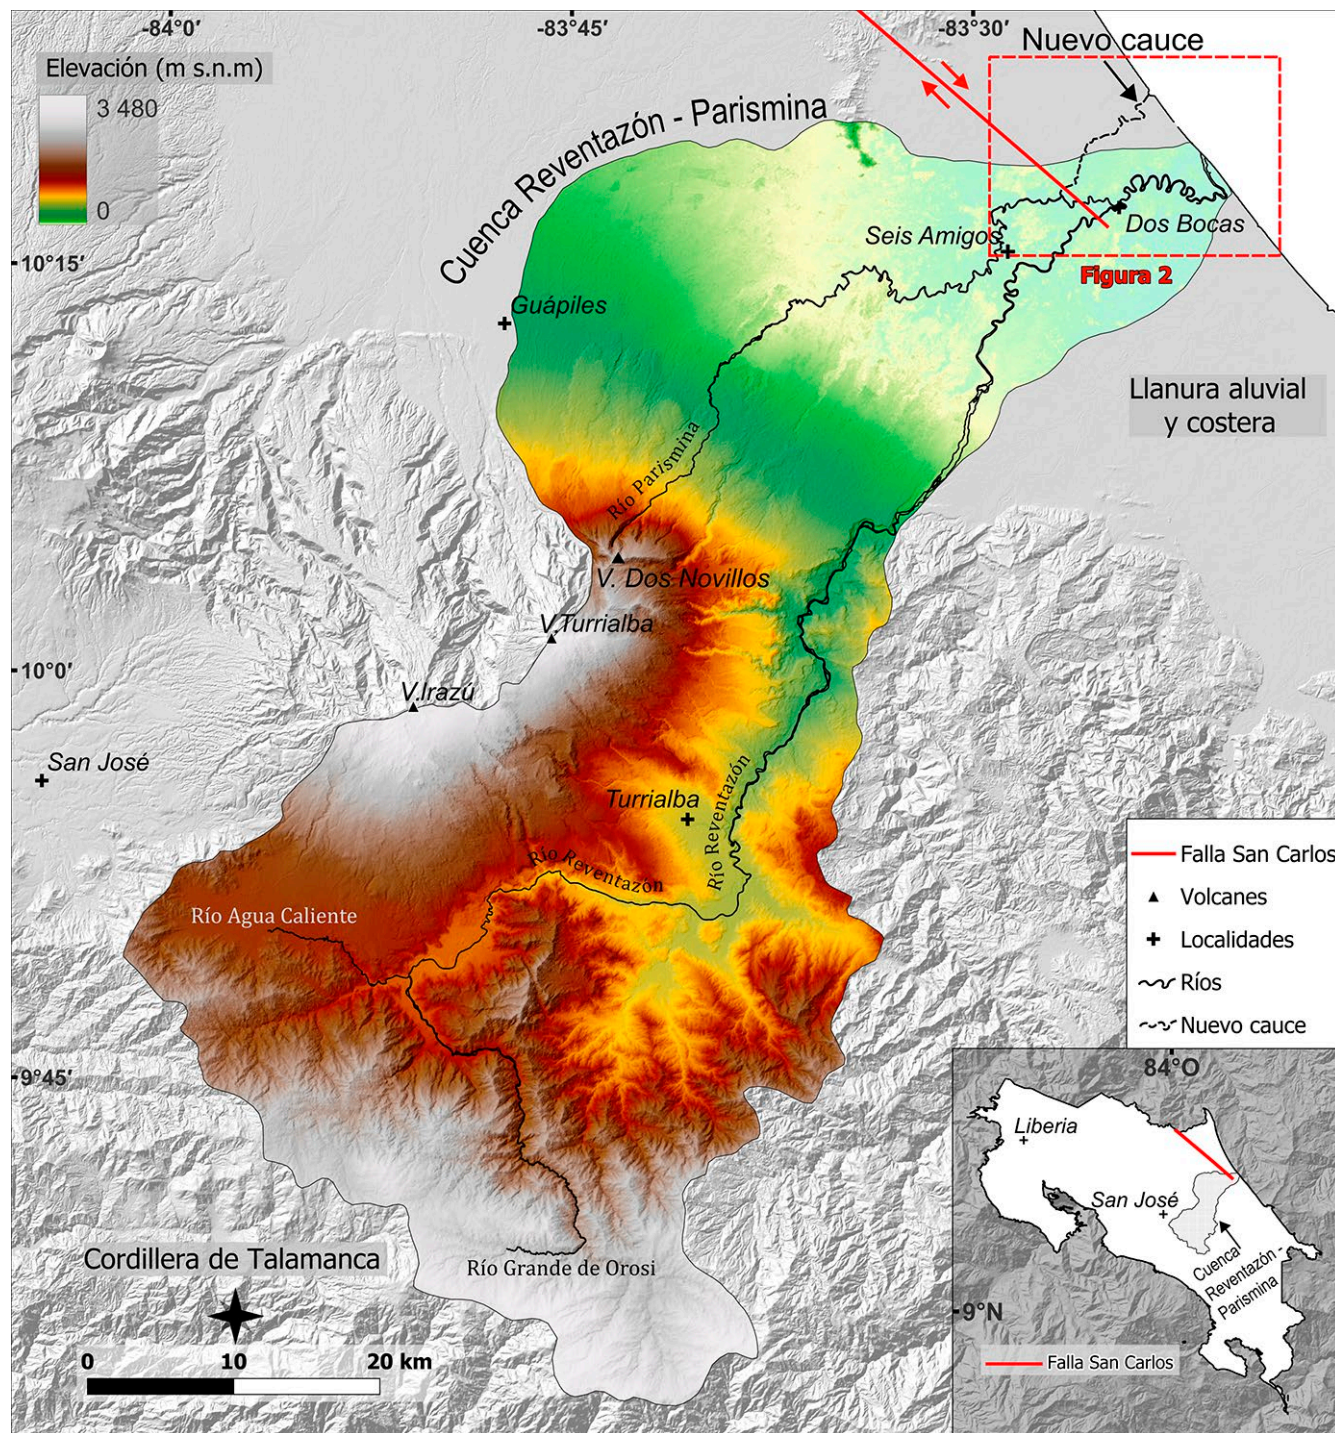 -84°0′
-83°45′
-83°30′
Nuevo cauce
Elevación (m s.n.m)
3 480
0
Cuenca Reventazón - Parismina
Seis Amigos
Dos Bocas
10°15′
Figura 2
Guápiles
Llanura aluvial
y costera
Río Parismina
V. Dos Novillos
V.Turrialba
10°0′
V.Irazú
San José
Turrialba
Río Reventazón
Río Reventazón
Falla San Carlos
Volcanes
Localidades
Ríos
Nuevo cauce
Río Agua Caliente
9°45′
84°O
Liberia
San José
Cuenca
Reventazón -
Parismina
9°N
Falla San Carlos
Cordillera de Talamanca
Río Grande de Orosi
0 10 20 km